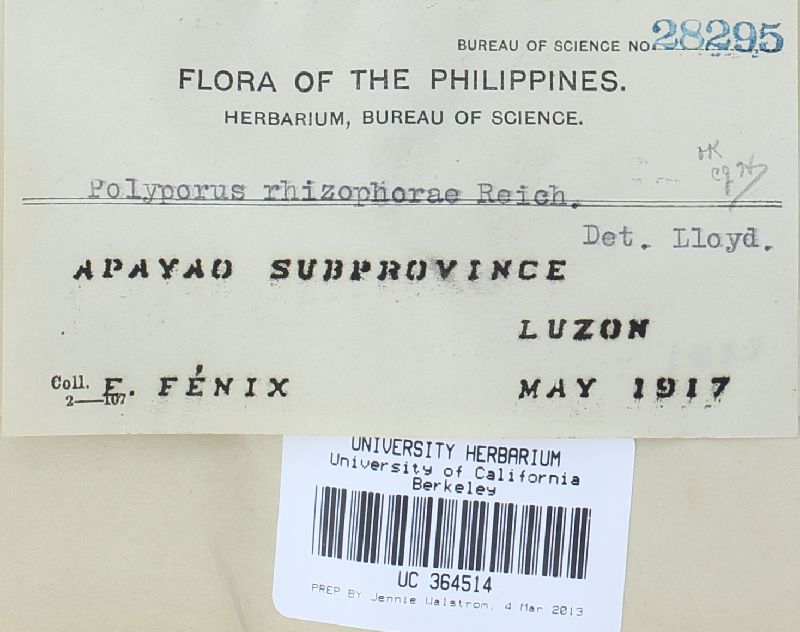 BUREAU OF SCIENCE NO. 28295
FLORA OF THE PHILIPPINES.
HERBARIUM, BUREAU OF SCIENCE.
Polyporus rhizophorae Reich.
Det. Lloyd.
APAYAO SUBPROVINCE
LUZON
Coll. E. FÉNIX MAY 1917
2—107
UNIVERSITY HERBARIUM
University of California
Berkeley
UC 364514
PREP BY Jennie Walstrom, 4 Mar 2013